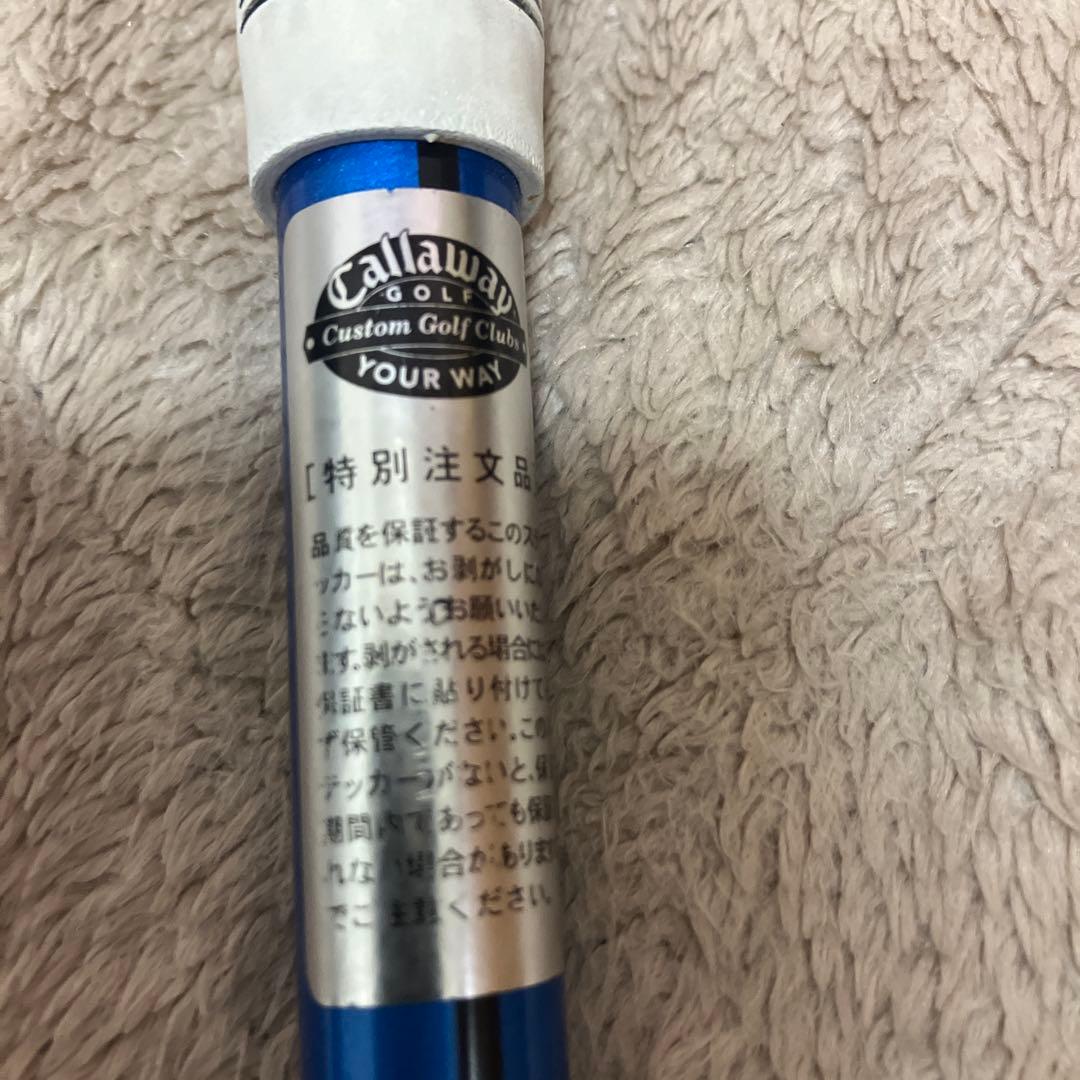 Callaway
GOLF
• Custom Golf Clubs •
YOUR WAY
[特別注文品
品質を保証するこのス
ッカーは、お剥がしに
ないようお願いいた
ます。剥がされる場合に
保証書に貼り付けて
ず保管ください。この
テッカーがないと、保
期間内であっても保証
れない場合があります
でご注意ください。